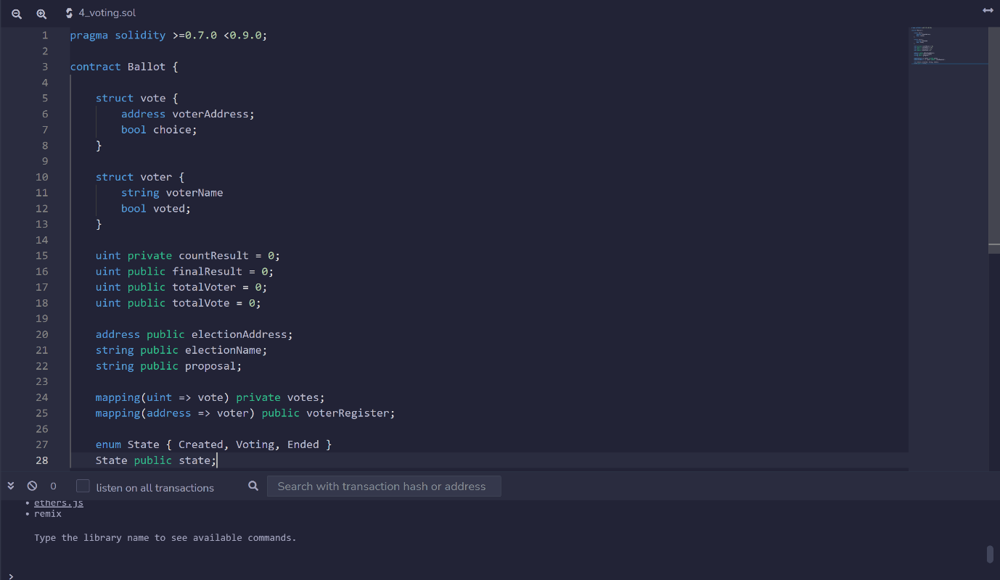 4_voting.sol
1 pragma solidity >=0.7.0 <0.9.0;
2
3 contract Ballot {
4
5 struct vote {
6 address voterAddress;
7 bool choice;
8 }
9
10 struct voter {
11 string voterName
12 bool voted;
13 }
14
15 uint private countResult = 0;
16 uint public finalResult = 0;
17 uint public totalVoter = 0;
18 uint public totalVote = 0;
19
20 address public electionAddress;
21 string public electionName;
22 string public proposal;
23
24 mapping(uint => vote) private votes;
25 mapping(address => voter) public voterRegister;
26
27 enum State { Created, Voting, Ended }
28 State public state;
0 listen on all transactions Search with transaction hash or address
• ethers.js
• remix
Type the library name to see available commands.
>